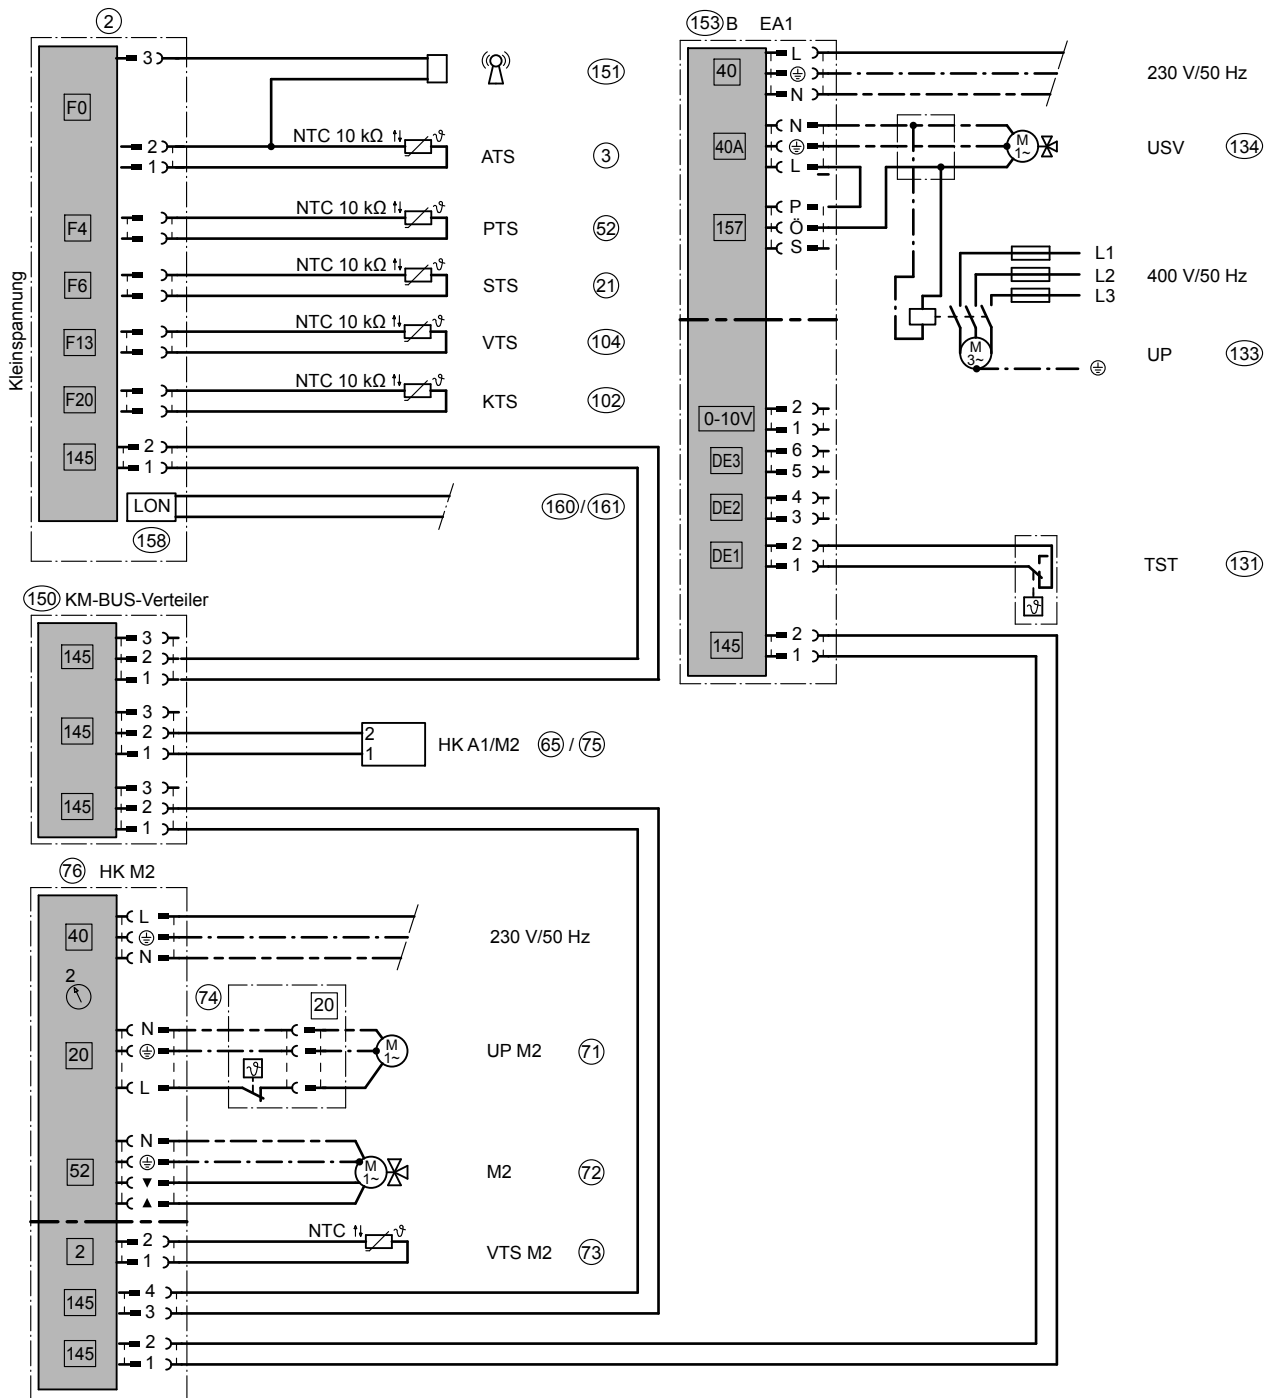 2
Kleinspannung
3
151
F0
2
NTC 10 kΩ ϑ
1
ATS 3
F4
NTC 10 kΩ ϑ
PTS 52
F6
NTC 10 kΩ ϑ
STS 21
F13
NTC 10 kΩ ϑ
VTS 104
F20
NTC 10 kΩ ϑ
KTS 102
145
2
1
LON
160/161
158
150 KM-BUS-Verteiler
145
3
2
1
145
3
2
1
2
1
HK A1/M2 65 / 75
145
3
2
1
76 HK M2
40
L
N
230 V/50 Hz
2
74
20
20
N
L
ϑ
M
1~
UP M2 71
52
N
▼
▲
M
1~
M2 72
2
2
1
NTC ϑ
VTS M2 73
145
4
3
145
2
1
153 B EA1
40
L
N
230 V/50 Hz
40A
N
L
M
1~
USV 134
157
P
Ö
S
L1
L2
L3
400 V/50 Hz
M
3~
UP 133
0-10V
2
1
DE3
6
5
DE2
4
3
DE1
2
1
ϑ
TST 131
145
2
1